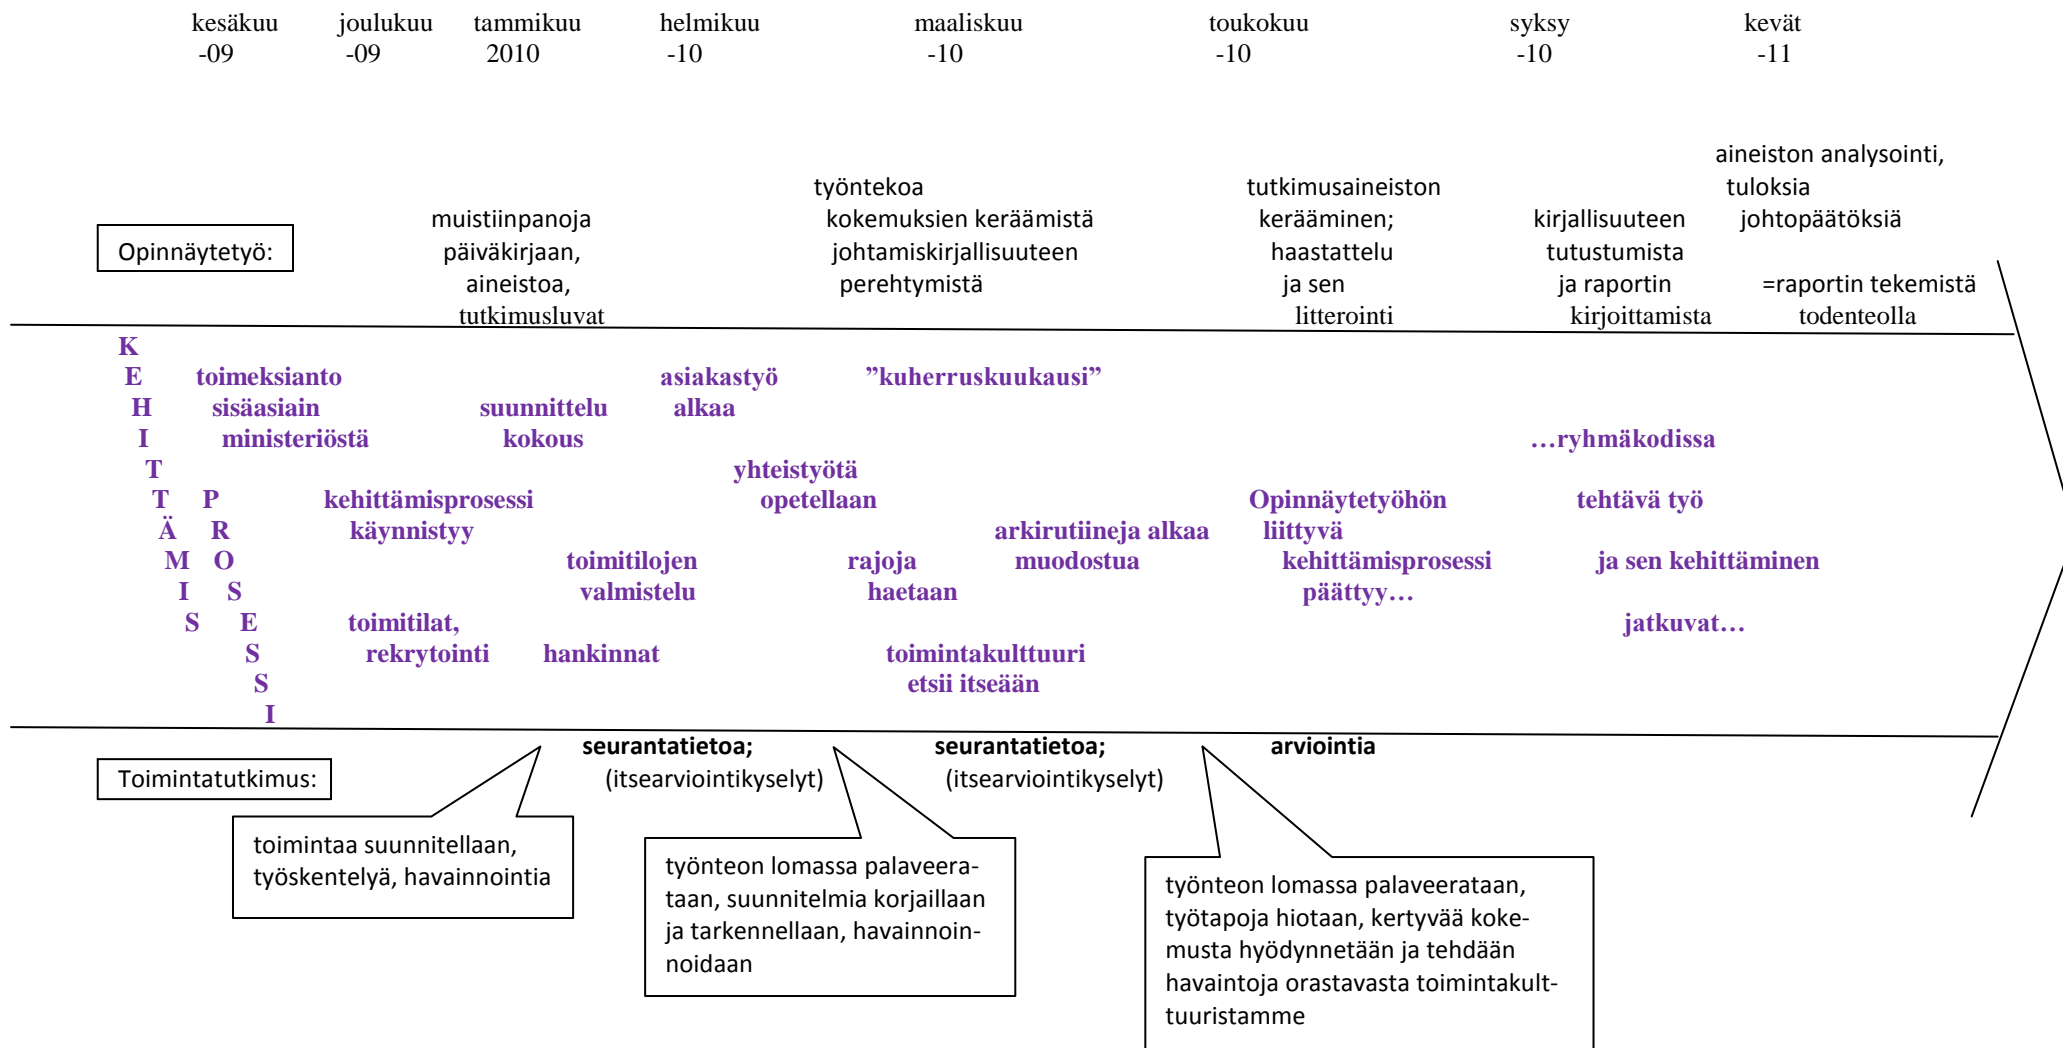 kesäkuu joulukuu tammikuu helmikuu maaliskuu toukokuu syksy kevät
-09 -09 2010 -10 -10 -10 -10 -11
Opinnäytetyö:
muistiinpanoja
päiväkirjaan,
aineistoa,
tutkimusluvat
työntekoa
kokemuksien keräämistä
johtamiskirjallisuuteen
perehtymistä
tutkimusaineiston
kerääminen;
haastattelu
ja sen
litterointi
kirjallisuuteen
tutustumista
ja raportin
kirjoittamista
aineiston analysointi,
tuloksia
johtopäätöksiä
=raportin tekemistä
todenteolla
K
E
H
I
T
T
Ä
M
I
S
P
R
O
S
E
S
S
I
toimeksianto
sisäasiain
ministeriöstä
kehittämisprosessi
käynnistyy
toimitilat,
rekrytointi
suunnittelu
kokous
toimitilojen
valmistelu
hankinnat
asiakastyö
alkaa
yhteistyötä
opetellaan
rajoja
haetaan
”kuherruskuukausi”
arkirutiineja alkaa
muodostua
toimintakulttuuri
etsii itseään
Opinnäytetyöhön
liittyvä
kehittämisprosessi
päättyy…
…ryhmäkodissa
tehtävä työ
ja sen kehittäminen
jatkuvat…
Toimintatutkimus:
seurantatietoa;
(itsearviointikyselyt)
seurantatietoa;
(itsearviointikyselyt)
arviointia
toimintaa suunnitellaan,
työskentelyä, havainnointia
työnteon lomassa palaveera-
taan, suunnitelmia korjaillaan
ja tarkennellaan, havainnoin-
noidaan
työnteon lomassa palaveerataan,
työtapoja hiotaan, kertyvää koke-
musta hyödynnetään ja tehdään
havaintoja orastavasta toimintakult-
tuuristamme